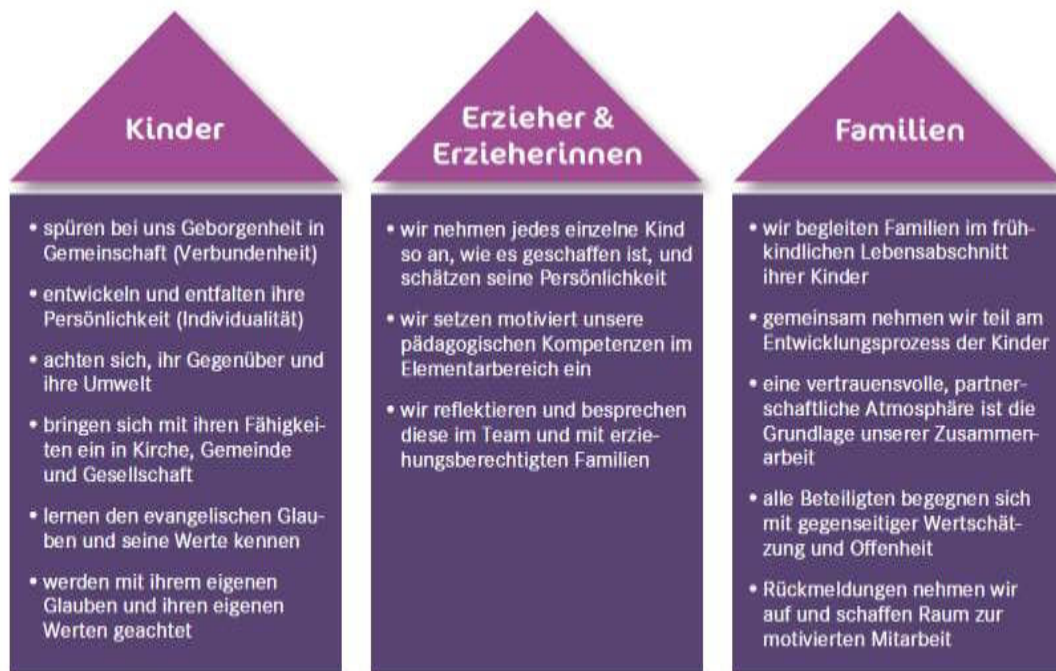 Kinder
• spüren bei uns Geborgenheit in
Gemeinschaft (Verbundenheit)
• entwickeln und entfalten ihre
Persönlichkeit (Individualität)
• achten sich, ihr Gegenüber und
ihre Umwelt
• bringen sich mit ihren Fähigkei-
ten ein in Kirche, Gemeinde
und Gesellschaft
• lernen den evangelischen Glau-
ben und seine Werte kennen
• werden mit ihrem eigenen
Glauben und ihren eigenen
Werten geachtet
Erzieher &
Erzieherinnen
• wir nehmen jedes einzelne Kind
so an, wie es geschaffen ist, und
schätzen seine Persönlichkeit
• wir setzen motiviert unsere
pädagogischen Kompetenzen im
Elementarbereich ein
• wir reflektieren und besprechen
diese im Team und mit erzie-
hungsberechtigten Familien
Familien
• wir begleiten Familien im früh-
kindlichen Lebensabschnitt
ihrer Kinder
• gemeinsam nehmen wir teil am
Entwicklungsprozess der Kinder
• eine vertrauensvolle, partner-
schaftliche Atmosphäre ist die
Grundlage unserer Zusammen-
arbeit
• alle Beteiligten begegnen sich
mit gegenseitiger Wertschät-
zung und Offenheit
• Rückmeldungen nehmen wir
auf und schaffen Raum zur
motivierten Mitarbeit